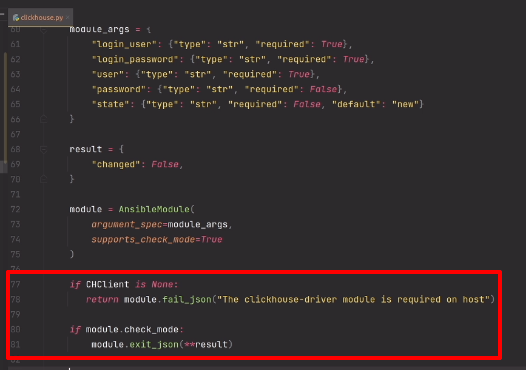 clickhouse.py
60 module_args = {
61 "login_user": {"type": "str", "required": True},
62 "login_password": {"type": "str", "required": True},
63 "user": {"type": "str", "required": True},
64 "password": {"type": "str", "required": False},
65 "state": {"type": "str", "required": False, "default": "new"}
66 }
67
68 result = {
69 "changed": False,
70 }
71
72 module = AnsibleModule(
73 argument_spec=module_args,
74 supports_check_mode=True
75 )
76
77 if CHClient is None:
78 return module.fail_json("The clickhouse-driver module is required on host")
79
80 if module.check_mode:
81 module.exit_json(**result)